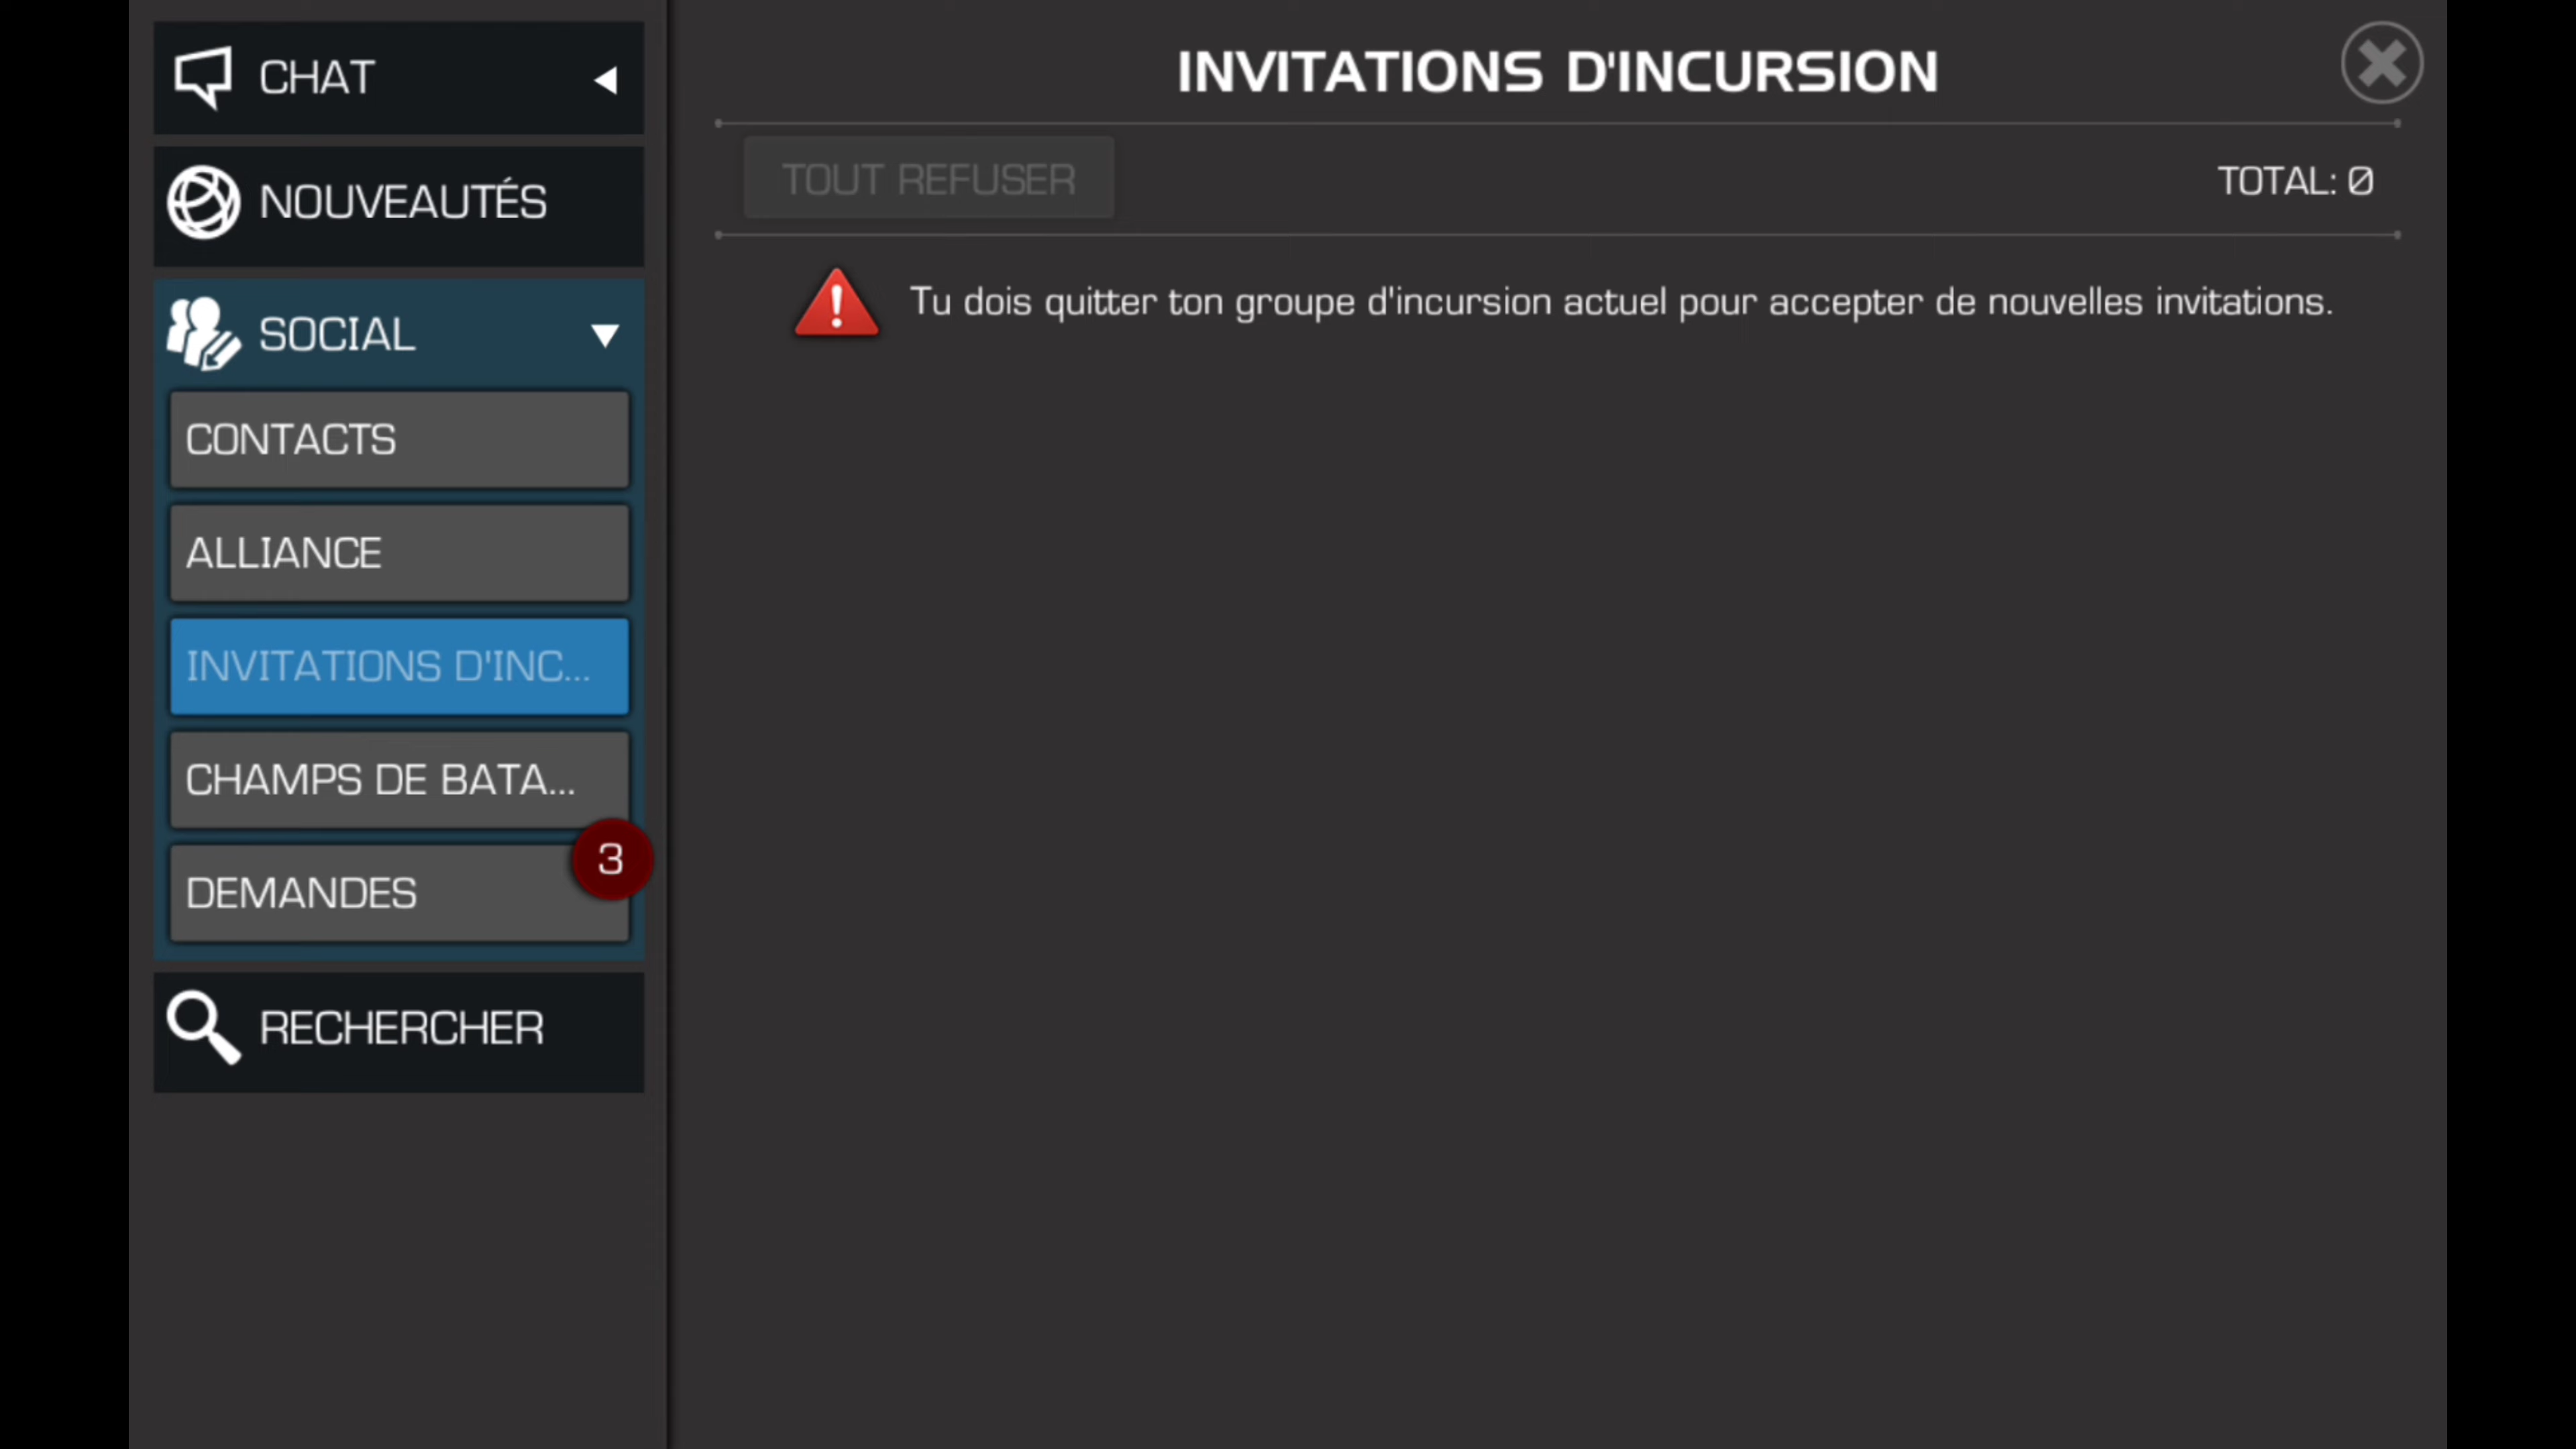 CHAT
NOUVEAUTÉS
SOCIAL
CONTACTS
ALLIANCE
INVITATIONS D'INC...
CHAMPS DE BATA...
3
DEMANDES
RECHERCHER
INVITATIONS D'INCURSION
TOUT REFUSER
TOTAL: 0
Tu dois quitter ton groupe d'incursion actuel pour accepter de nouvelles invitations.